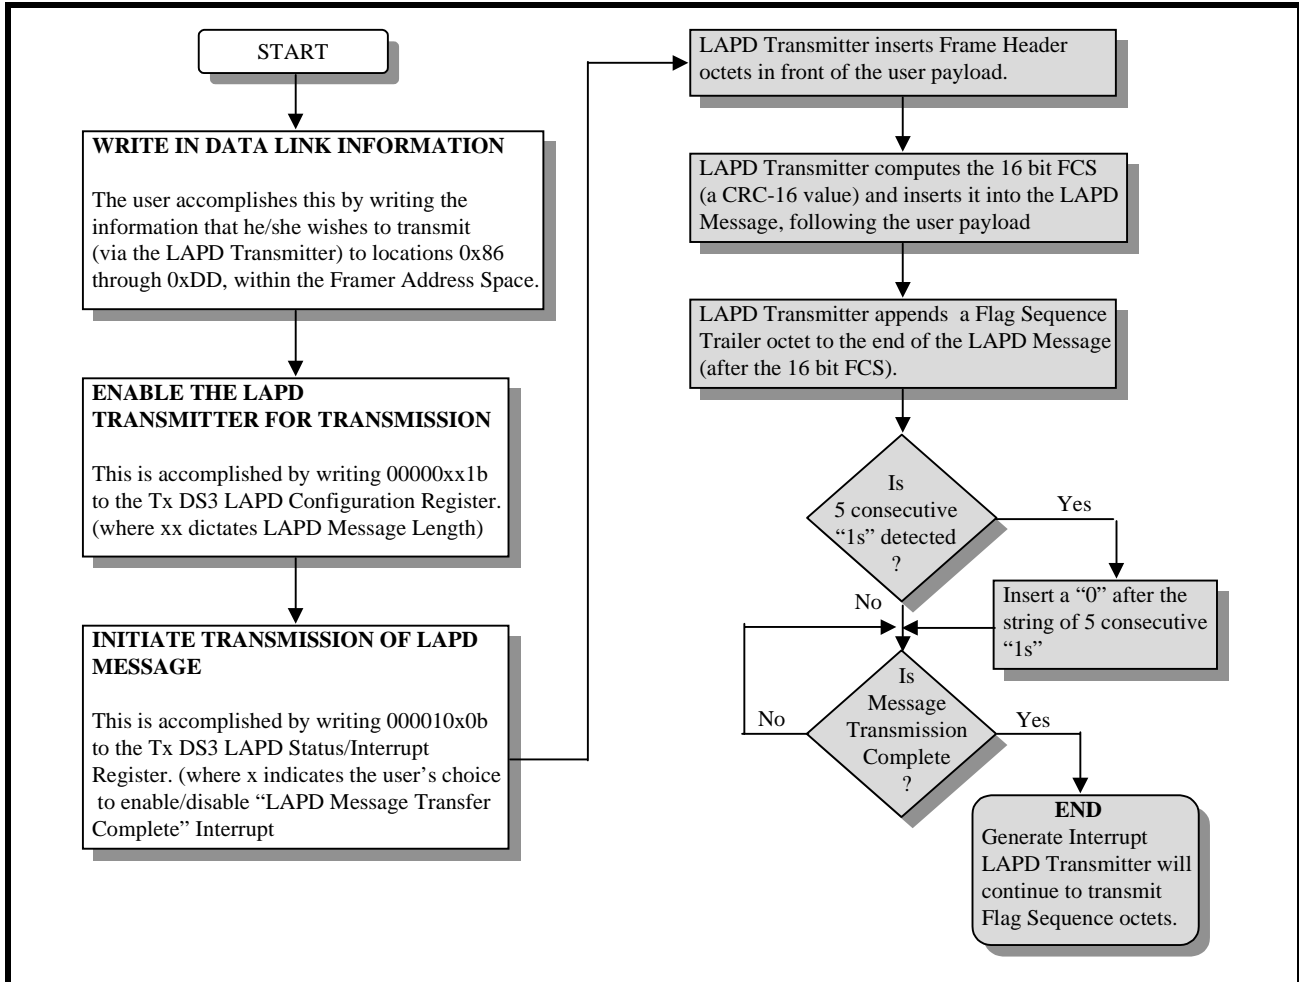 START
WRITE IN DATA LINK INFORMATION
The user accomplishes this by writing the
information that he/she wishes to transmit
(via the LAPD Transmitter) to locations 0x86
through 0xDD, within the Framer Address Space.
ENABLE THE LAPD
TRANSMITTER FOR TRANSMISSION
This is accomplished by writing 00000xx1b
to the Tx DS3 LAPD Configuration Register.
(where xx dictates LAPD Message Length)
INITIATE TRANSMISSION OF LAPD
MESSAGE
This is accomplished by writing 000010x0b
to the Tx DS3 LAPD Status/Interrupt
Register. (where x indicates the user's choice
to enable/disable “LAPD Message Transfer
Complete” Interrupt
LAPD Transmitter inserts Frame Header
octets in front of the user payload.
LAPD Transmitter computes the 16 bit FCS
(a CRC-16 value) and inserts it into the LAPD
Message, following the user payload
LAPD Transmitter appends a Flag Sequence
Trailer octet to the end of the LAPD Message
(after the 16 bit FCS).
Is
5 consecutive
“1s” detected
?
Yes
No
Insert a “0” after the
string of 5 consecutive
“1s”
Is
Message
Transmission
Complete
?
No
Yes
END
Generate Interrupt
LAPD Transmitter will
continue to transmit
Flag Sequence octets.